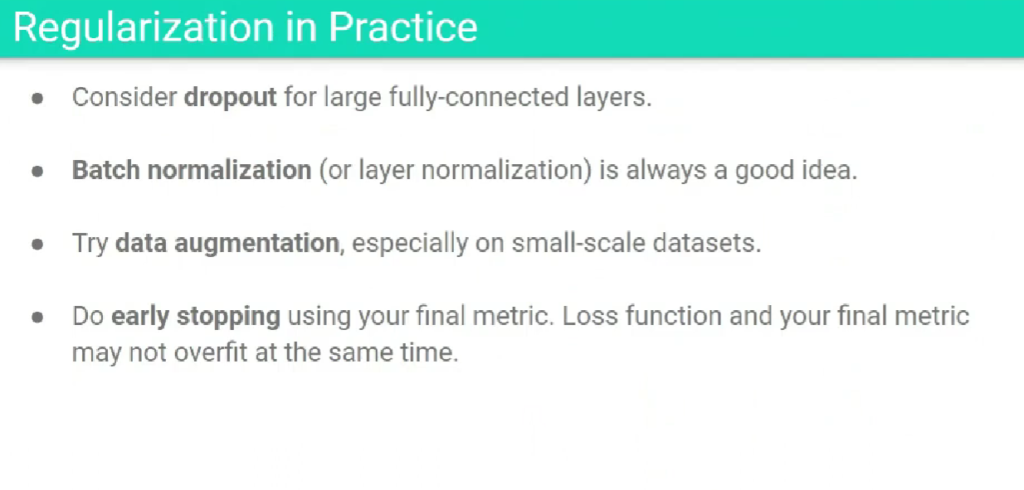 Regularization in Practice
● Consider dropout for large fully-connected layers.
● Batch normalization (or layer normalization) is always a good idea.
● Try data augmentation, especially on small-scale datasets.
● Do early stopping using your final metric. Loss function and your final metric
may not overfit at the same time.